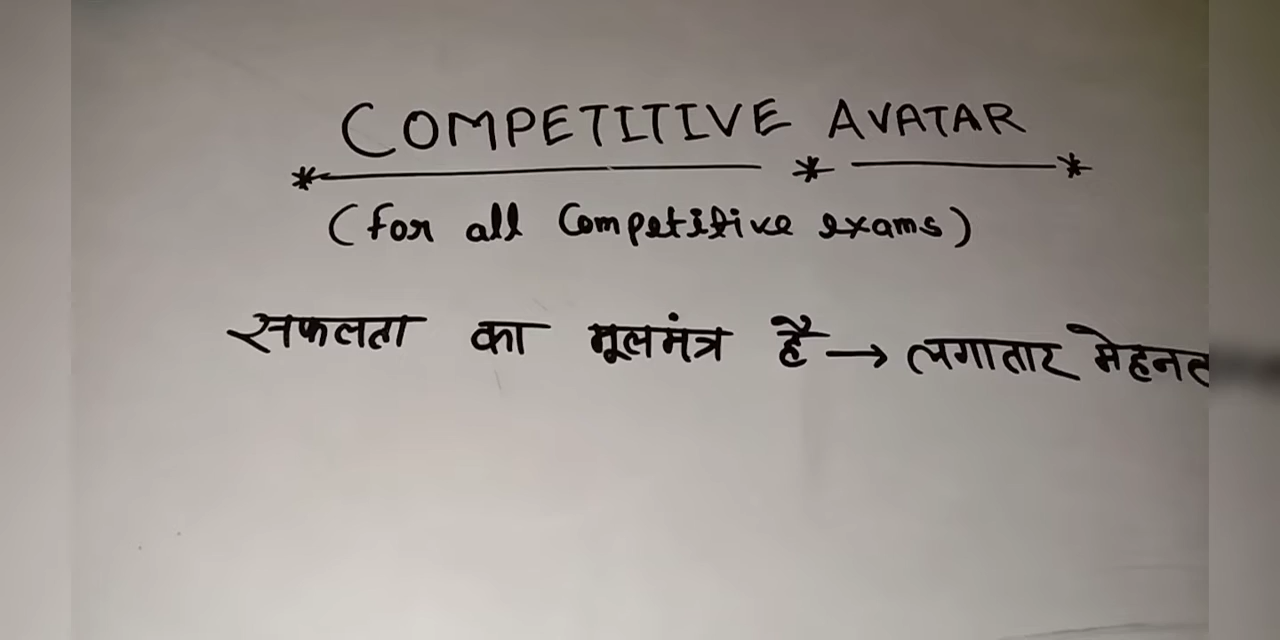 COMPETITIVE AVATAR
(for all Competitive exams)
सफलता का मूलमंत्र है → लगातार मेहनत